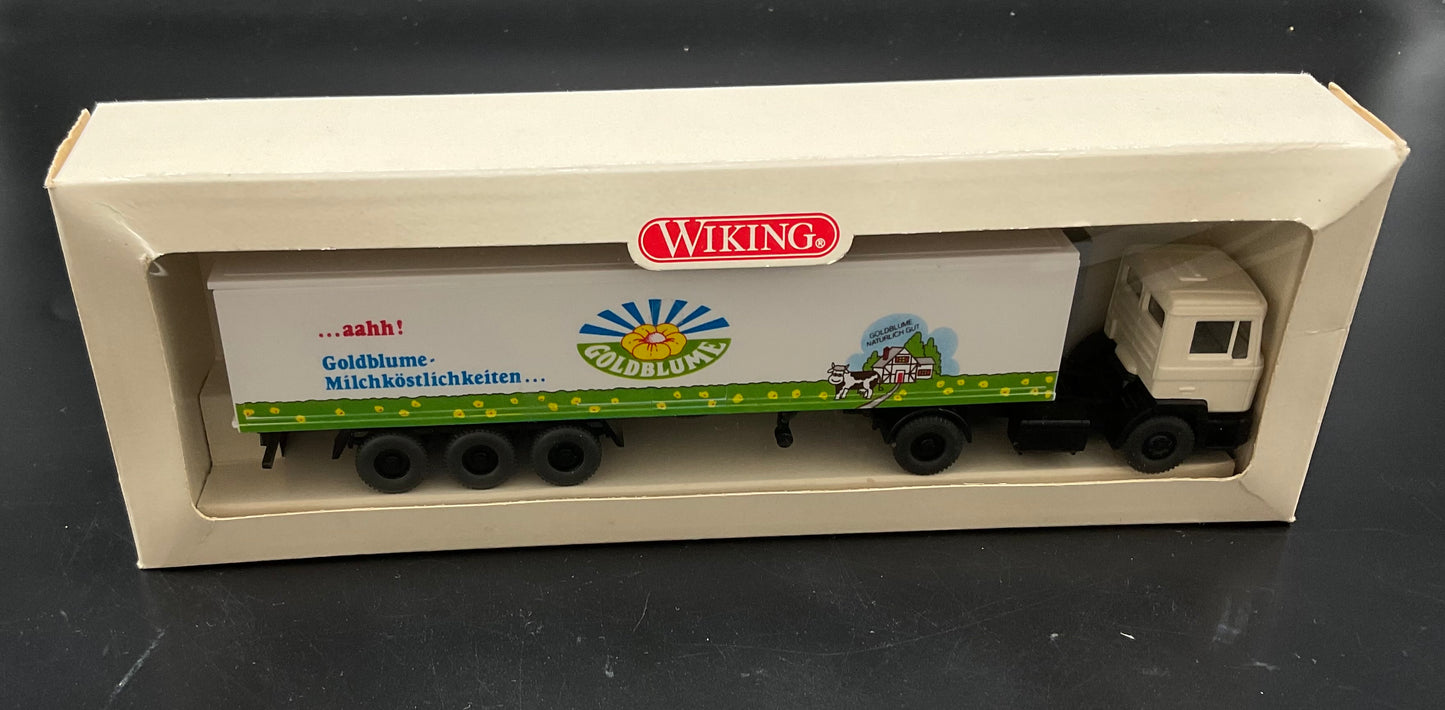 WIKING®
...aahh!
Goldblume-
Milchköstlichkeiten...
GOLDBLUME
GOLDBLUME
NATÜRLICH GUT